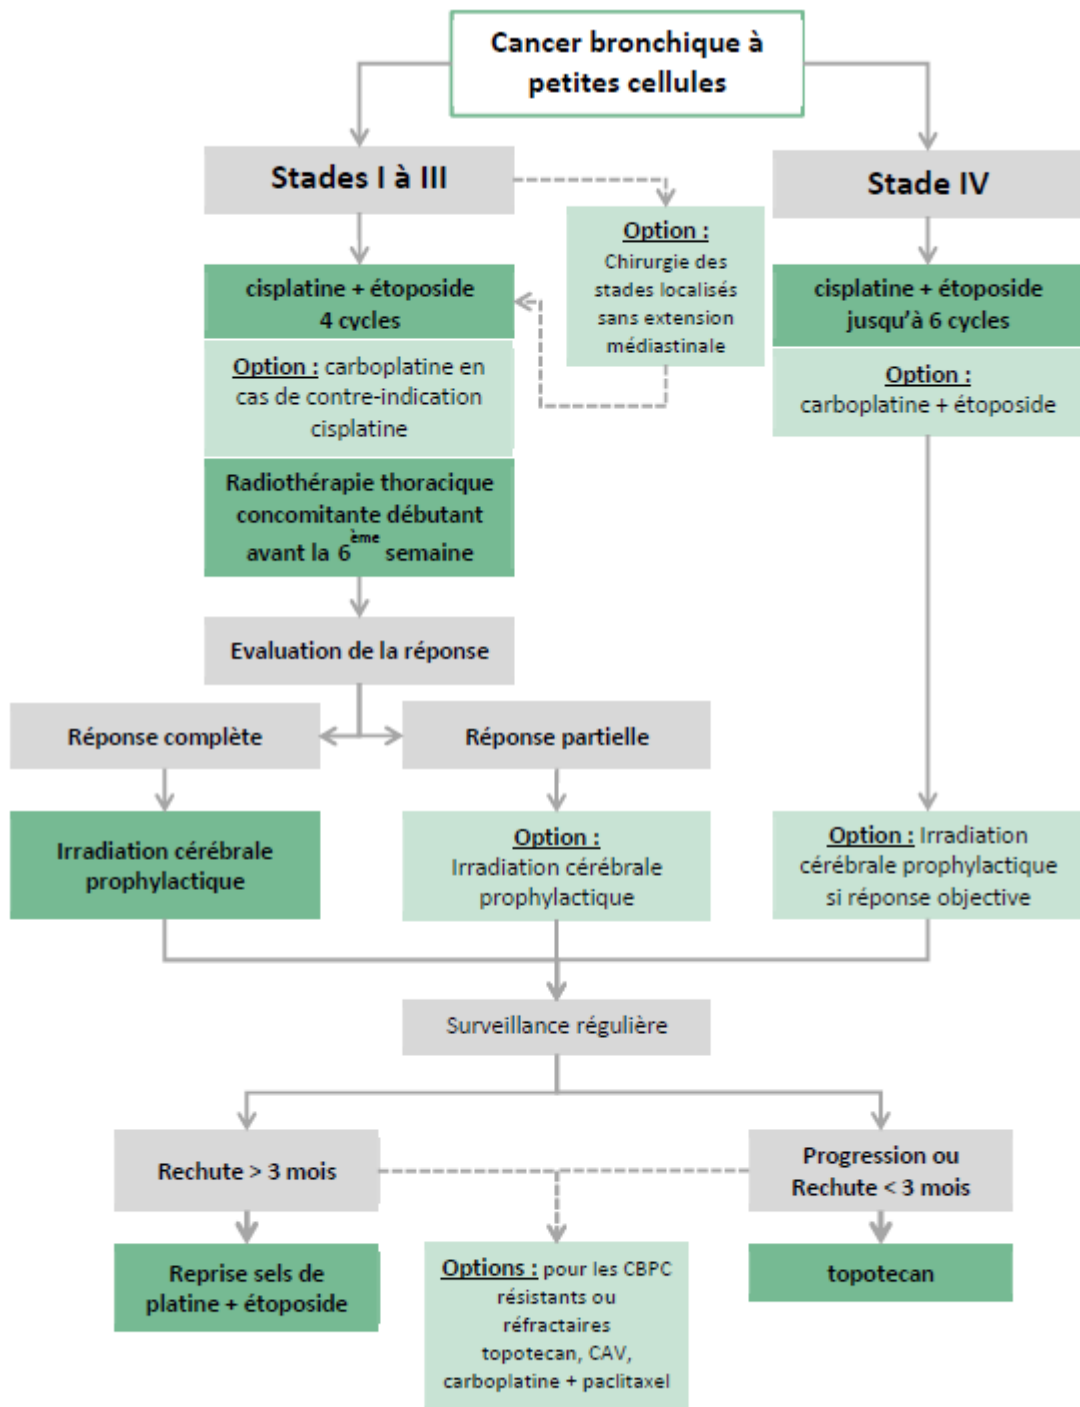 Cancer bronchique à
petites cellules
Stades I à III
Stade IV
Option :
Chirurgie des
stades localisés
sans extension
médiastinale
cisplatine + étoposide
4 cycles
Option : carboplatine en
cas de contre-indication
cisplatine
Radiothérapie thoracique
concomitante débutant
avant la 6ème semaine
cisplatine + étoposide
jusqu'à 6 cycles
Option :
carboplatine + étoposide
Evaluation de la réponse
Réponse complète
Réponse partielle
Irradiation cérébrale
prophylactique
Option :
Irradiation cérébrale
prophylactique
Option : Irradiation
cérébrale prophylactique
si réponse objective
Surveillance régulière
Rechute > 3 mois
Progression ou
Rechute < 3 mois
Reprise sels de
platine + étoposide
Options : pour les CBPC
résistants ou
réfractaires
topotecan, CAV,
carboplatine + paclitaxel
topotecan